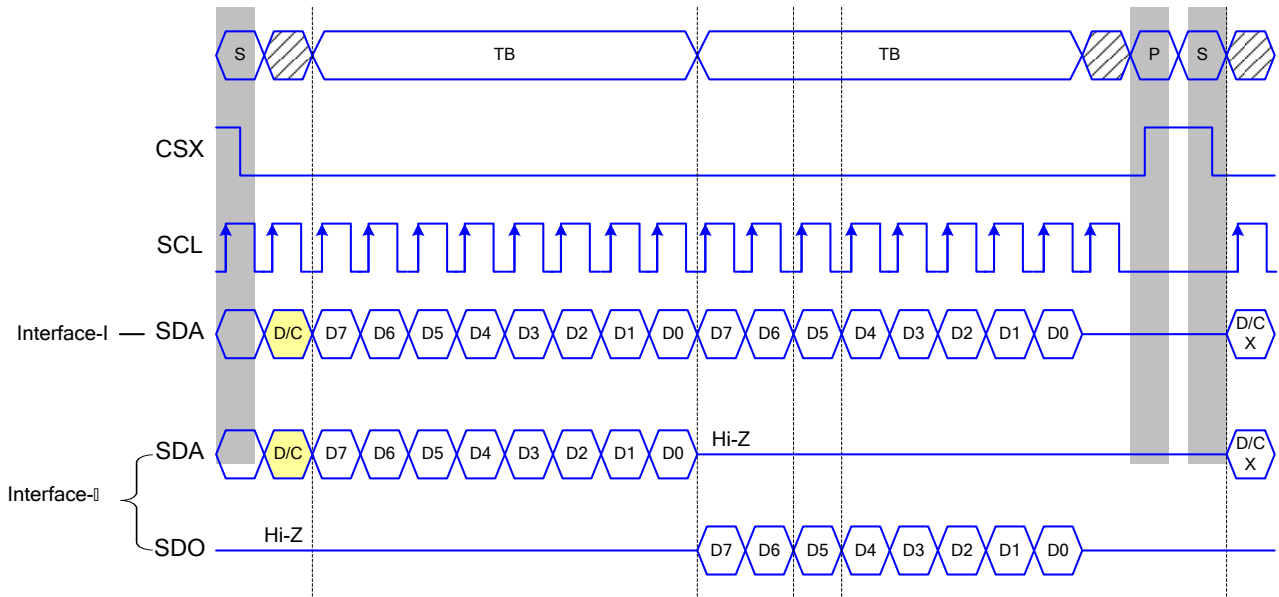 S TB TB P S
CSX
SCL
Interface-I SDA D/C D7 D6 D5 D4 D3 D2 D1 D0 D7 D6 D5 D4 D3 D2 D1 D0 D/C
X
SDA D/C D7 D6 D5 D4 D3 D2 D1 D0 Hi-Z D/C
X
Interface-▯
SDO Hi-Z D7 D6 D5 D4 D3 D2 D1 D0